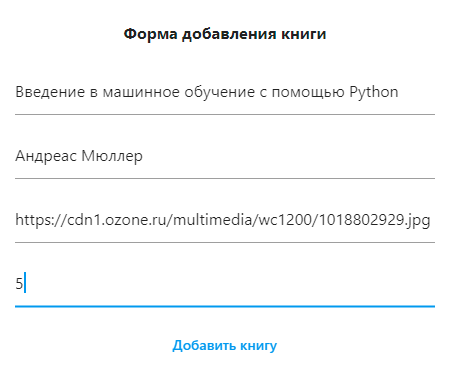 Форма добавления книги
Введение в машинное обучение с помощью Python
Андреас Мюллер
https://cdn1.ozone.ru/multimedia/wc1200/1018802929.jpg
5
Добавить книгу